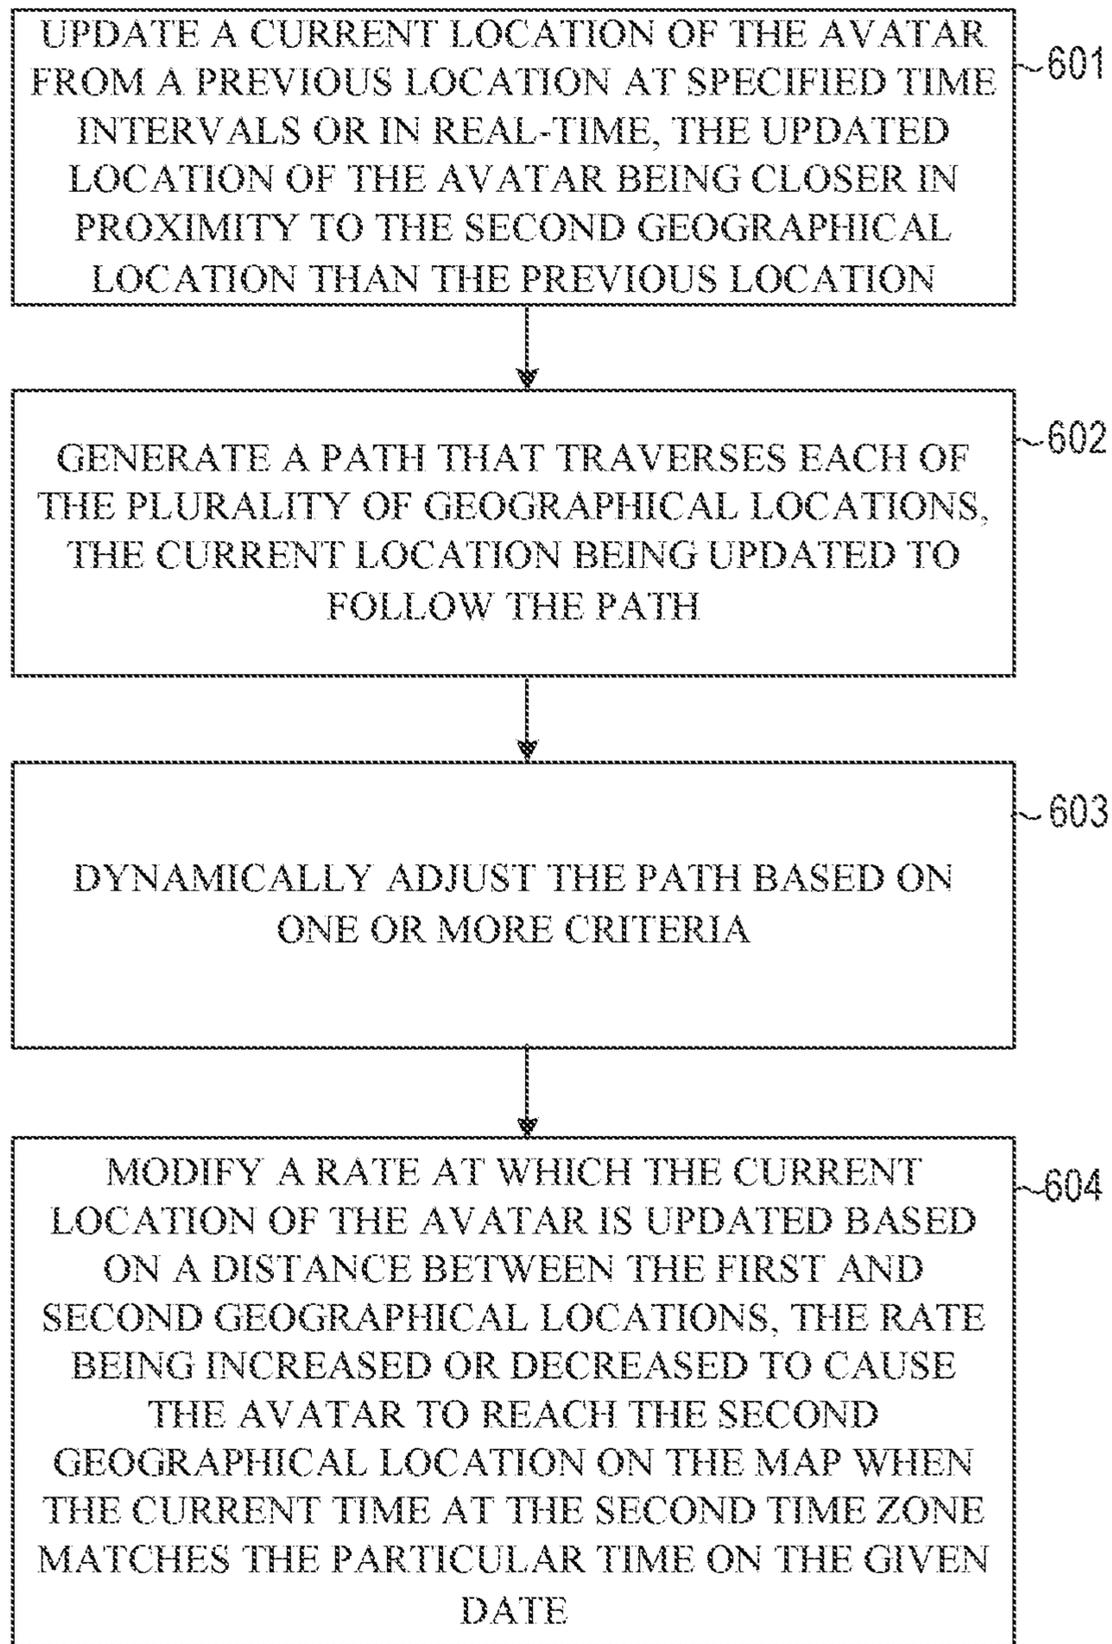 UPDATE A CURRENT LOCATION OF THE AVATAR
FROM A PREVIOUS LOCATION AT SPECIFIED TIME
INTERVALS OR IN REAL-TIME, THE UPDATED
LOCATION OF THE AVATAR BEING CLOSER IN
PROXIMITY TO THE SECOND GEOGRAPHICAL
LOCATION THAN THE PREVIOUS LOCATION
601
GENERATE A PATH THAT TRAVERSES EACH OF
THE PLURALITY OF GEOGRAPHICAL LOCATIONS,
THE CURRENT LOCATION BEING UPDATED TO
FOLLOW THE PATH
602
DYNAMICALLY ADJUST THE PATH BASED ON
ONE OR MORE CRITERIA
603
MODIFY A RATE AT WHICH THE CURRENT
LOCATION OF THE AVATAR IS UPDATED BASED
ON A DISTANCE BETWEEN THE FIRST AND
SECOND GEOGRAPHICAL LOCATIONS, THE RATE
BEING INCREASED OR DECREASED TO CAUSE
THE AVATAR TO REACH THE SECOND
GEOGRAPHICAL LOCATION ON THE MAP WHEN
THE CURRENT TIME AT THE SECOND TIME ZONE
MATCHES THE PARTICULAR TIME ON THE GIVEN
DATE
604